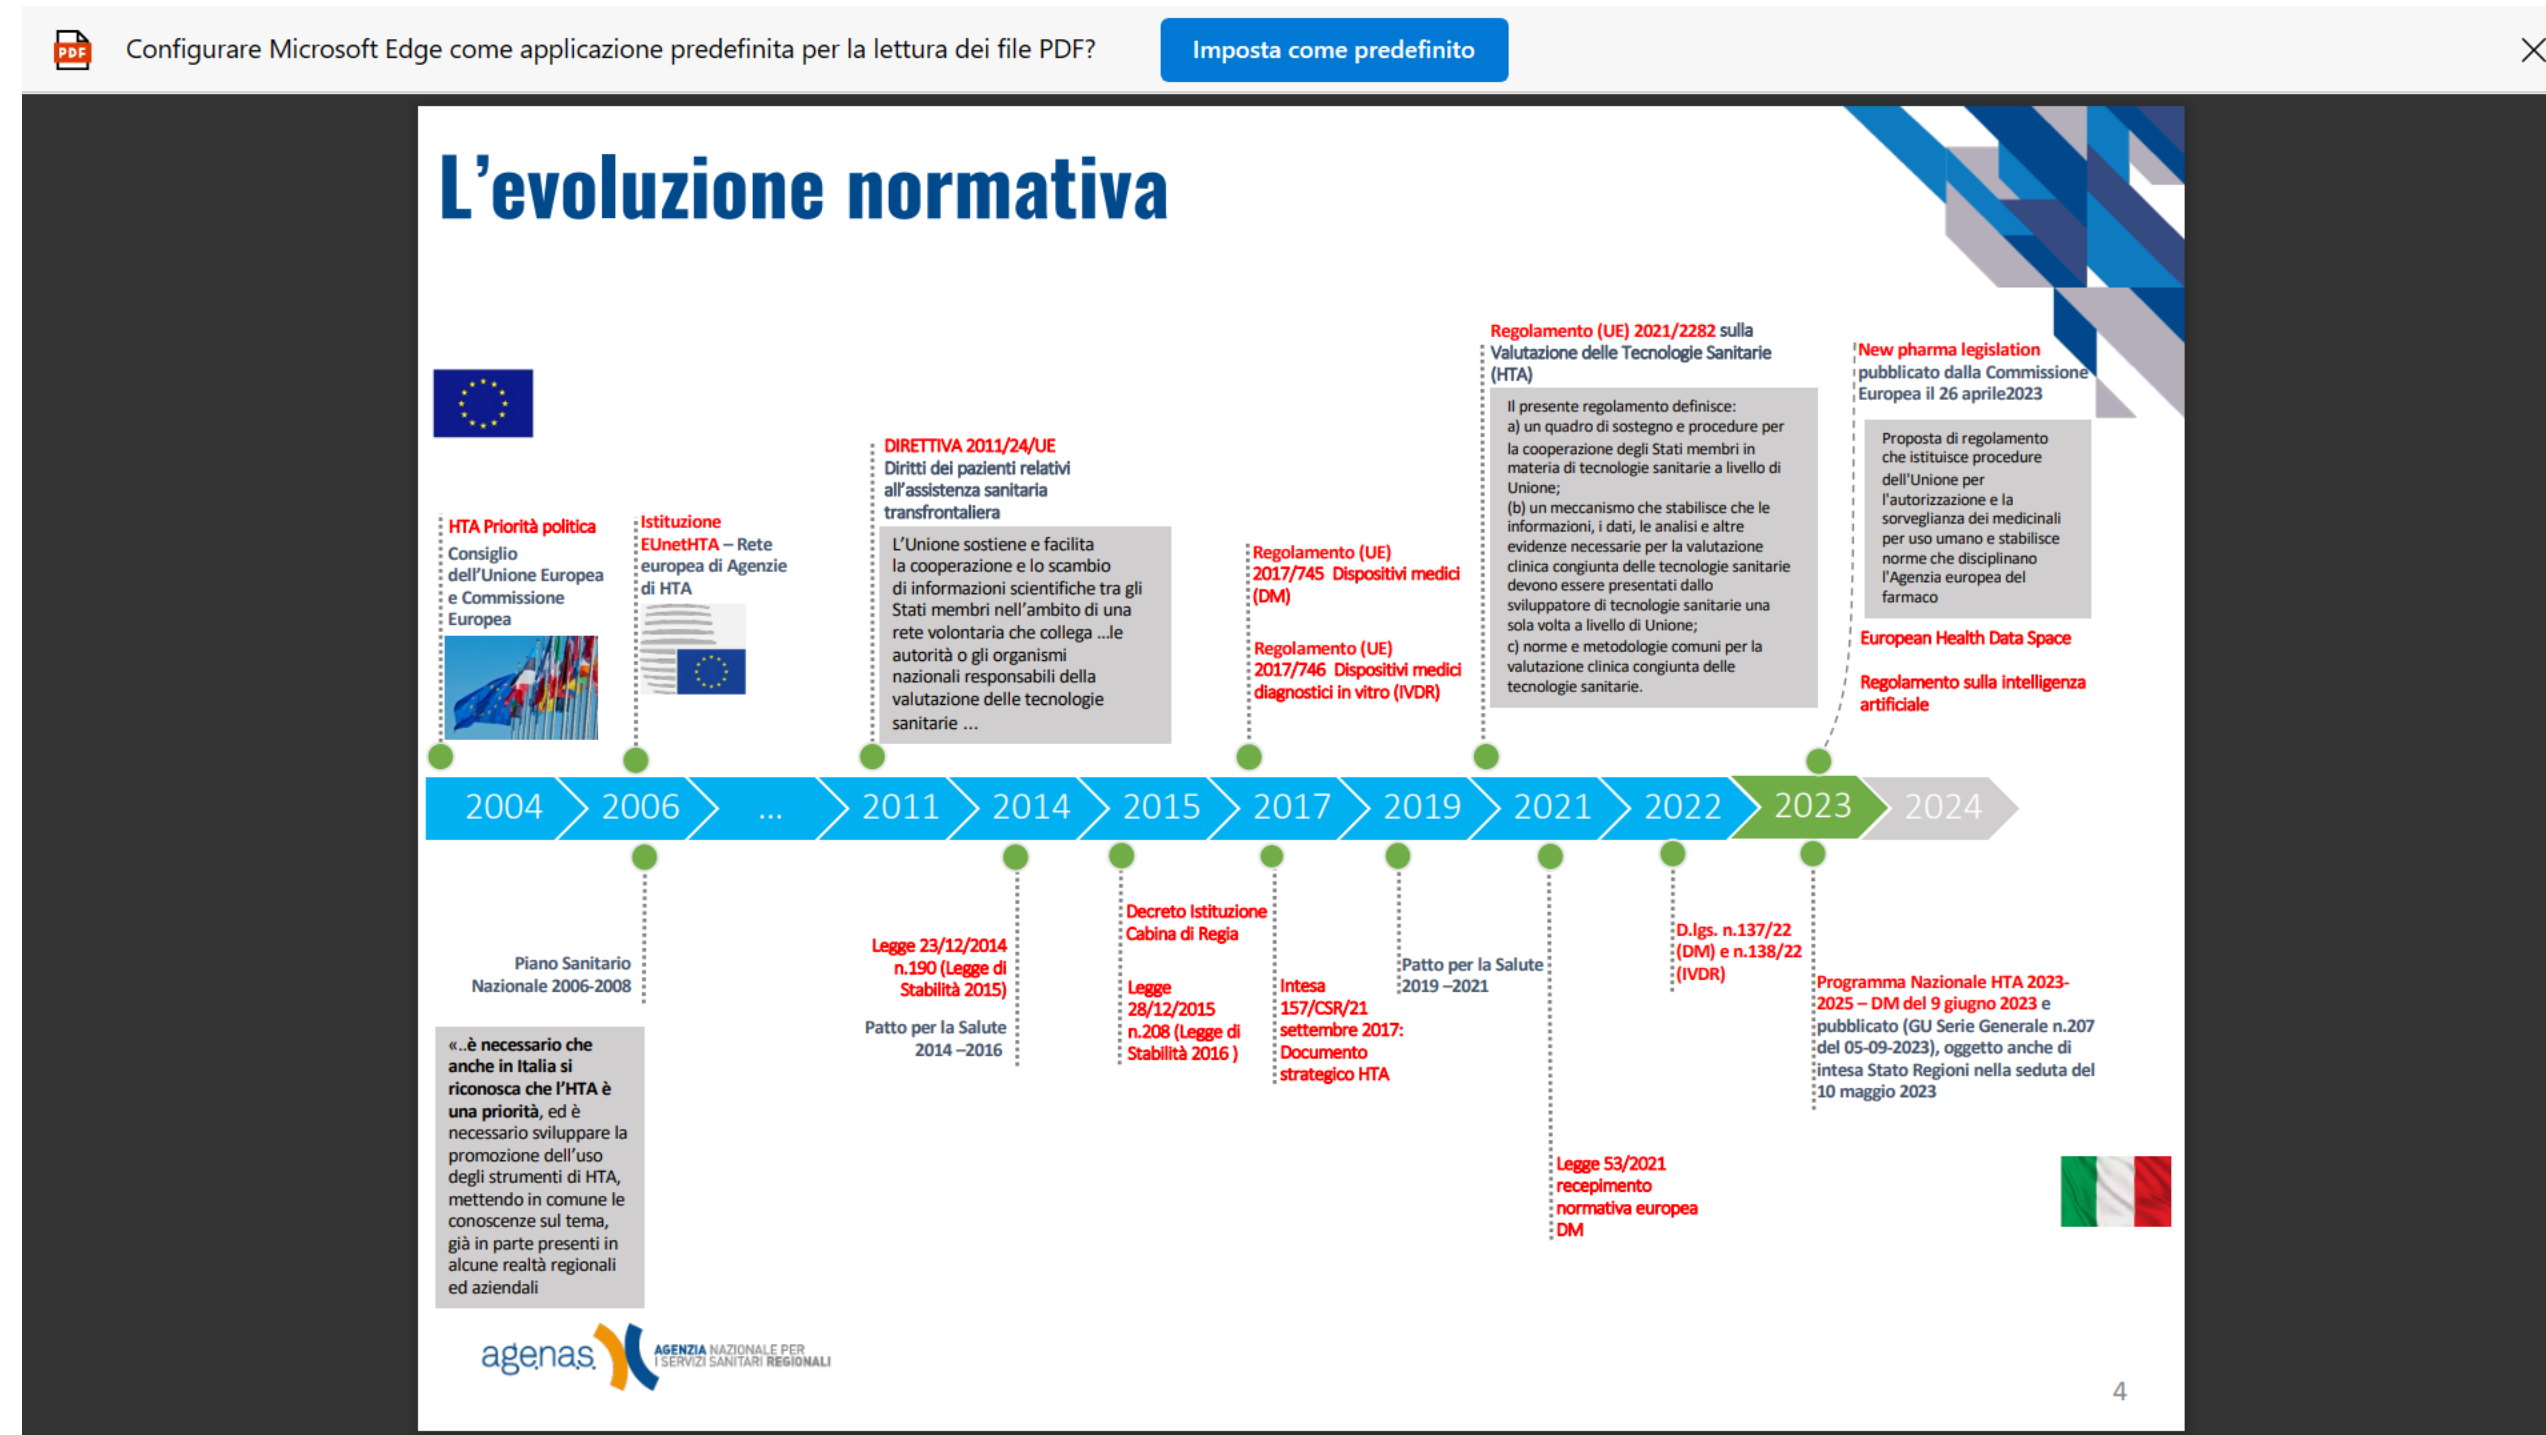 Configurare Microsoft Edge come applicazione predefinita per la lettura dei file PDF?
Imposta come predefinito
PDF
L’evoluzione normativa
HTA Priorità politica
Consiglio
dell’Unione Europea
e Commissione
Europea
Istituzione
EUnetHTA – Rete
europea di Agenzie
di HTA
DIRETTIVA 2011/24/UE
Diritti dei pazienti relativi
all’assistenza sanitaria
transfrontaliera
L’Unione sostiene e facilita
la cooperazione e lo scambio
di informazioni scientifiche tra gli
Stati membri nell’ambito di una
rete volontaria che collega ...le
autorità o gli organismi
nazionali responsabili della
valutazione delle tecnologie
sanitarie ...
Regolamento (UE)
2017/745 Dispositivi medici
(DM)
Regolamento (UE)
2017/746 Dispositivi medici
diagnostici in vitro (IVDR)
Regolamento (UE) 2021/2282 sulla
Valutazione delle Tecnologie Sanitarie
(HTA)
Il presente regolamento definisce:
a) un quadro di sostegno e procedure per
la cooperazione degli Stati membri in
materia di tecnologie sanitarie a livello di
Unione;
(b) un meccanismo che stabilisce che le
informazioni, i dati, le analisi e altre
evidenze necessarie per la valutazione
clinica congiunta delle tecnologie sanitarie
devono essere presentati dallo
sviluppatore di tecnologie sanitarie una
sola volta a livello di Unione;
c) norme e metodologie comuni per la
valutazione clinica congiunta delle
tecnologie sanitarie.
New pharma legislation
pubblicato dalla Commissione
Europea il 26 aprile2023
Proposta di regolamento
che istituisce procedure
dell'Unione per
l'autorizzazione e la
sorveglianza dei medicinali
per uso umano e stabilisce
norme che disciplinano
l'Agenzia europea del
farmaco
European Health Data Space
Regolamento sulla intelligenza
artificiale
2004 2006 ... 2011 2014 2015 2017 2019 2021 2022 2023 2024
Piano Sanitario
Nazionale 2006-2008
«..è necessario che
anche in Italia si
riconosca che l’HTA è
una priorità, ed è
necessario sviluppare la
promozione dell’uso
degli strumenti di HTA,
mettendo in comune le
conoscenze sul tema,
già in parte presenti in
alcune realtà regionali
ed aziendali
Legge 23/12/2014
n.190 (Legge di
Stabilità 2015)
Patto per la Salute
2014 –2016
Decreto Istituzione
Cabina di Regia
Legge
28/12/2015
n.208 (Legge di
Stabilità 2016 )
Intesa
157/CSR/21
settembre 2017:
Documento
strategico HTA
Patto per la Salute
2019 –2021
Legge 53/2021
recepimento
normativa europea
DM
D.lgs. n.137/22
(DM) e n.138/22
(IVDR)
Programma Nazionale HTA 2023-
2025 – DM del 9 giugno 2023 e
pubblicato (GU Serie Generale n.207
del 05-09-2023), oggetto anche di
intesa Stato Regioni nella seduta del
10 maggio 2023
agenas.
AGENZIA NAZIONALE PER
I SERVIZI SANITARI REGIONALI
4